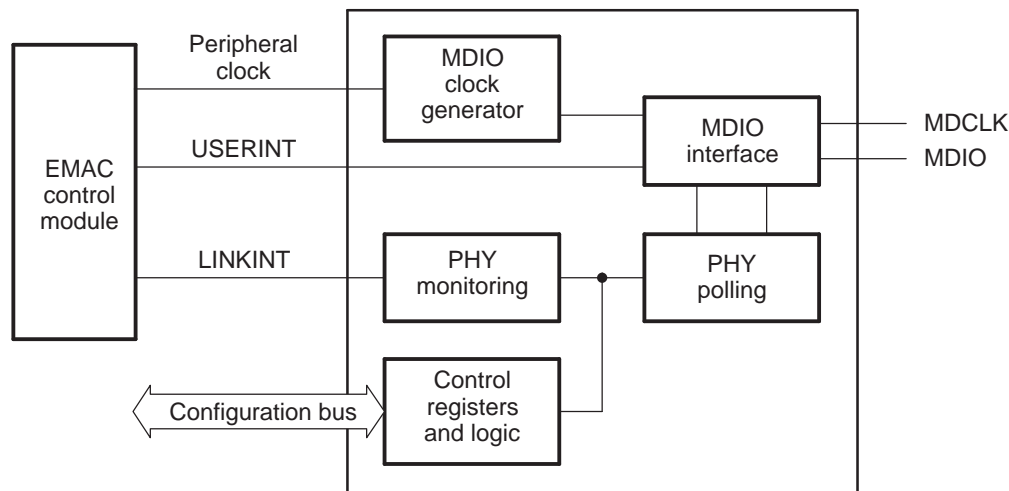 Peripheral
clock
MDIO
clock
generator
MDIO
interface
MDCLK
MDIO
USERINT
EMAC
control
module
LINKINT
PHY
monitoring
PHY
polling
Control
registers
and logic
Configuration bus